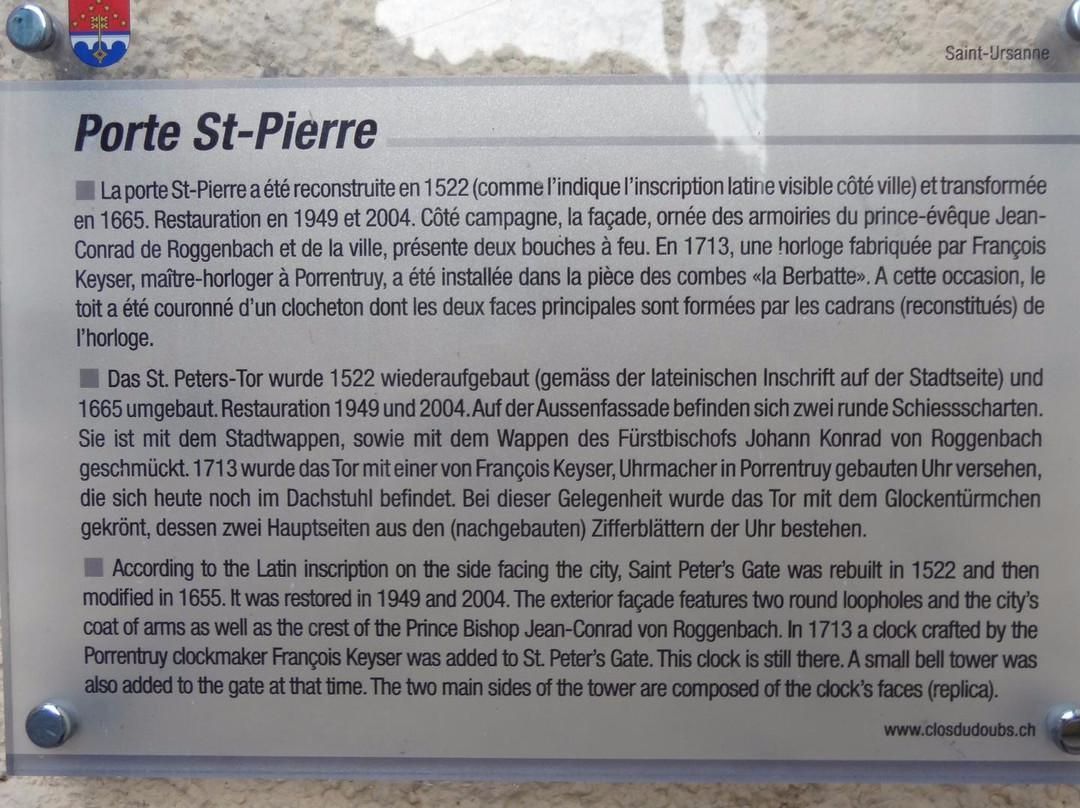 Saint-Ursanne
Porte St-Pierre
La porte St-Pierre a été reconstruite en 1522 (comme l'indique l'inscription latine visible côté ville) et transformée
en 1665. Restauration en 1949 et 2004. Côté campagne, la façade, ornée des armoiries du prince-évêque Jean-
Conrad de Roggenbach et de la ville, présente deux bouches à feu. En 1713, une horloge fabriquée par François
Keyser, maître-horloger à Porrentruy, a été installée dans la pièce des combes «la Berbatte». A cette occasion, le
toit a été couronné d'un clocheton dont les deux faces principales sont formées par les cadrans (reconstitués) de
l'horloge.
Das St. Peters-Tor wurde 1522 wiederaufgebaut (gemäss der lateinischen Inschrift auf der Stadtseite) und
1665 umgebaut. Restauration 1949 und 2004. Auf der Aussenfassade befinden sich zwei runde Schiessscharten.
Sie ist mit dem Stadtwappen, sowie mit dem Wappen des Fürstbischofs Johann Konrad von Roggenbach
geschmückt. 1713 wurde das Tor mit einer von François Keyser, Uhrmacher in Porrentruy gebauten Uhr versehen,
die sich heute noch im Dachstuhl befindet. Bei dieser Gelegenheit wurde das Tor mit dem Glockentürmchen
gekrönt, dessen zwei Hauptseiten aus den (nachgebauten) Zifferblättern der Uhr bestehen.
According to the Latin inscription on the side facing the city, Saint Peter's Gate was rebuilt in 1522 and then
modified in 1655. It was restored in 1949 and 2004. The exterior façade features two round loopholes and the city's
coat of arms as well as the crest of the Prince Bishop Jean-Conrad von Roggenbach. In 1713 a clock crafted by the
Porrentruy clockmaker François Keyser was added to St. Peter's Gate. This clock is still there. A small bell tower was
also added to the gate at that time. The two main sides of the tower are composed of the clock's faces (replica).
www.closdudoubs.ch